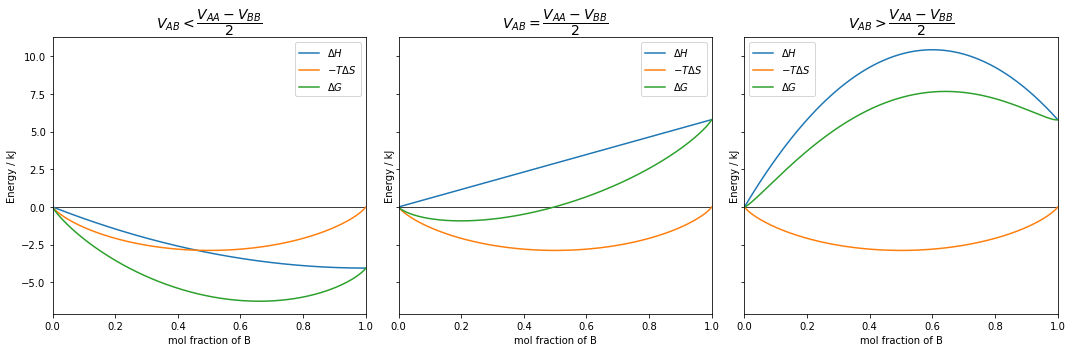 V_AB < (V_AA − V_BB)/2
ΔH
−TΔS
ΔG
Energy / kJ
10.0
7.5
5.0
2.5
0.0
−2.5
−5.0
0.0 0.2 0.4 0.6 0.8 1.0
mol fraction of B
V_AB = (V_AA − V_BB)/2
ΔH
−TΔS
ΔG
Energy / kJ
0.0 0.2 0.4 0.6 0.8 1.0
mol fraction of B
V_AB > (V_AA − V_BB)/2
ΔH
−TΔS
ΔG
Energy / kJ
0.0 0.2 0.4 0.6 0.8 1.0
mol fraction of B